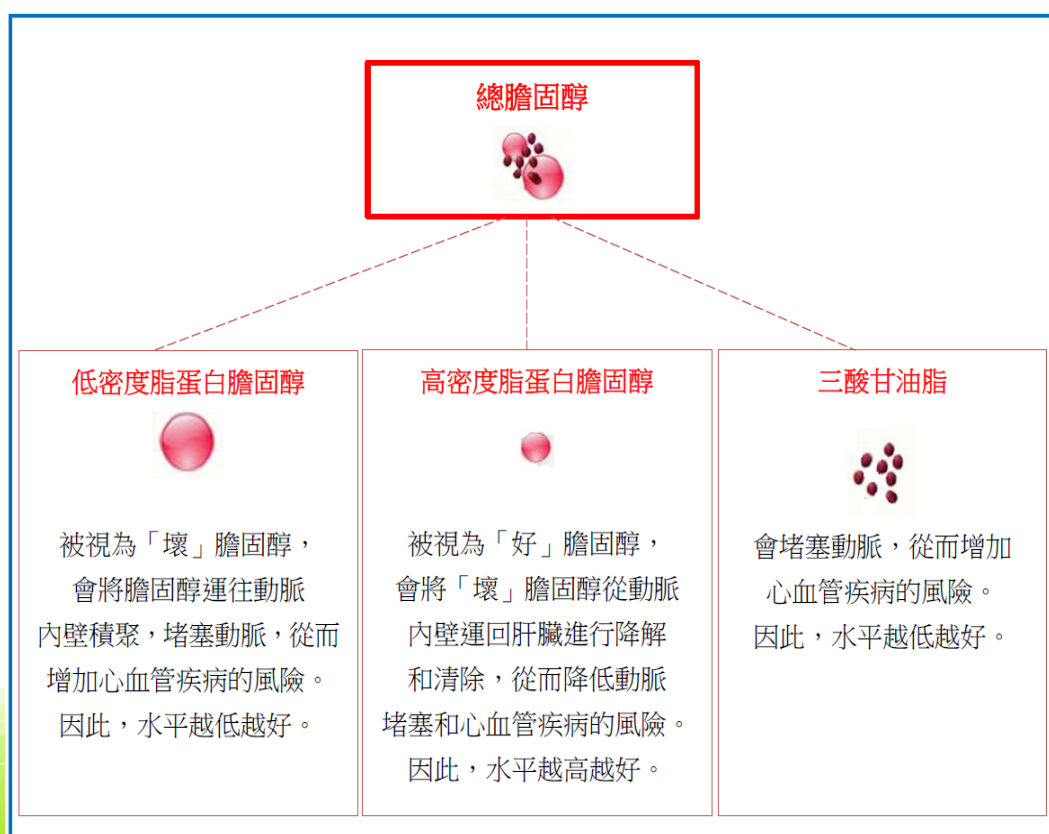 總膽固醇
低密度脂蛋白膽固醇
被視為「壞」膽固醇，
會將膽固醇運往動脈
內壁積聚，堵塞動脈，從而
增加心血管疾病的風險。
因此，水平越低越好。
高密度脂蛋白膽固醇
被視為「好」膽固醇，
會將「壞」膽固醇從動脈
內壁運回肝臟進行降解
和清除，從而降低動脈
堵塞和心血管疾病的風險。
因此，水平越高越好。
三酸甘油脂
會堵塞動脈，從而增加
心血管疾病的風險。
因此，水平越低越好。